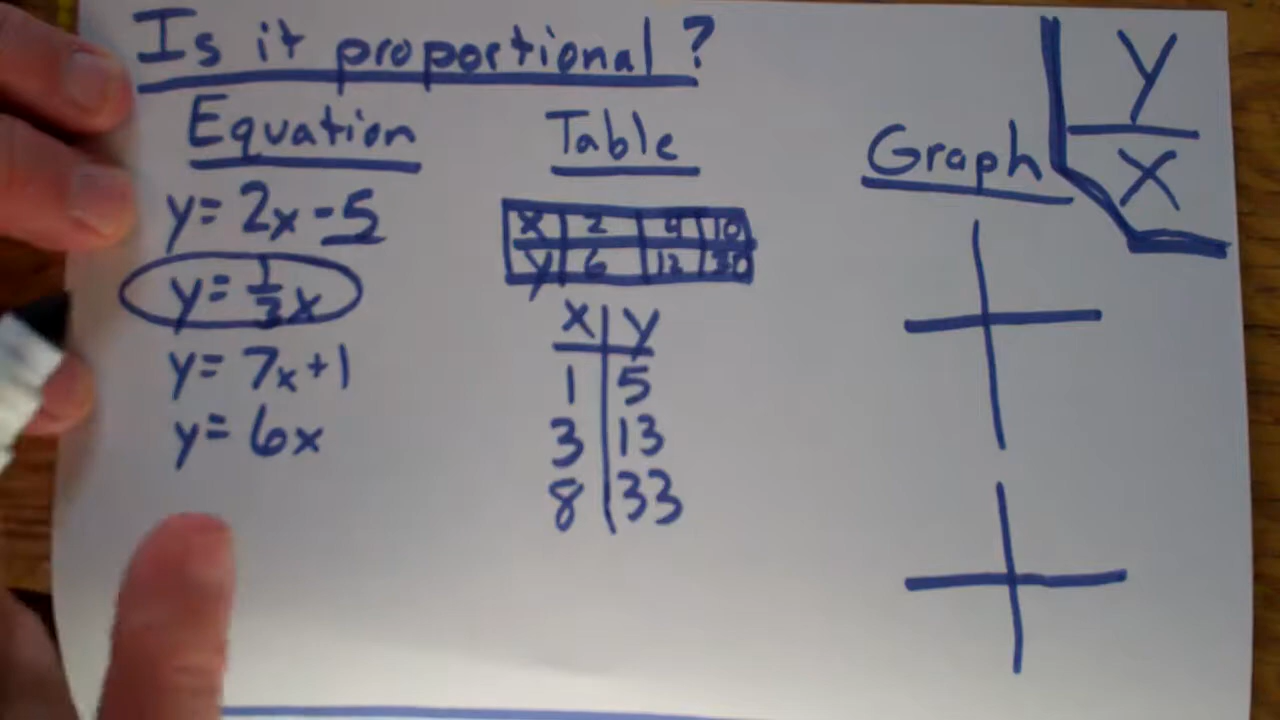 Is it proportional?
Equation
y = 2x - 5
y = 1/3 x
y = 7x + 1
y = 6x
Table
x 2 4 10
y 6 12 30
x y
1 5
3 13
8 33
Graph
Y
X